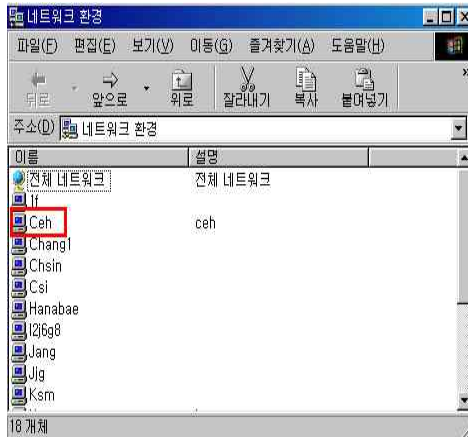 네트워크 환경
파일(F) 편집(E) 보기(V) 이동(G) 즐겨찾기(A) 도움말(H)
뒤로 앞으로 위로 잘라내기 복사 붙여넣기 »
주소(D) 네트워크 환경
이름 설명
전체 네트워크 전체 네트워크
1f
Ceh ceh
Chang1
Chsin
Csi
Hanabae
I2j6g8
Jang
Jjg
Ksm
18 개체